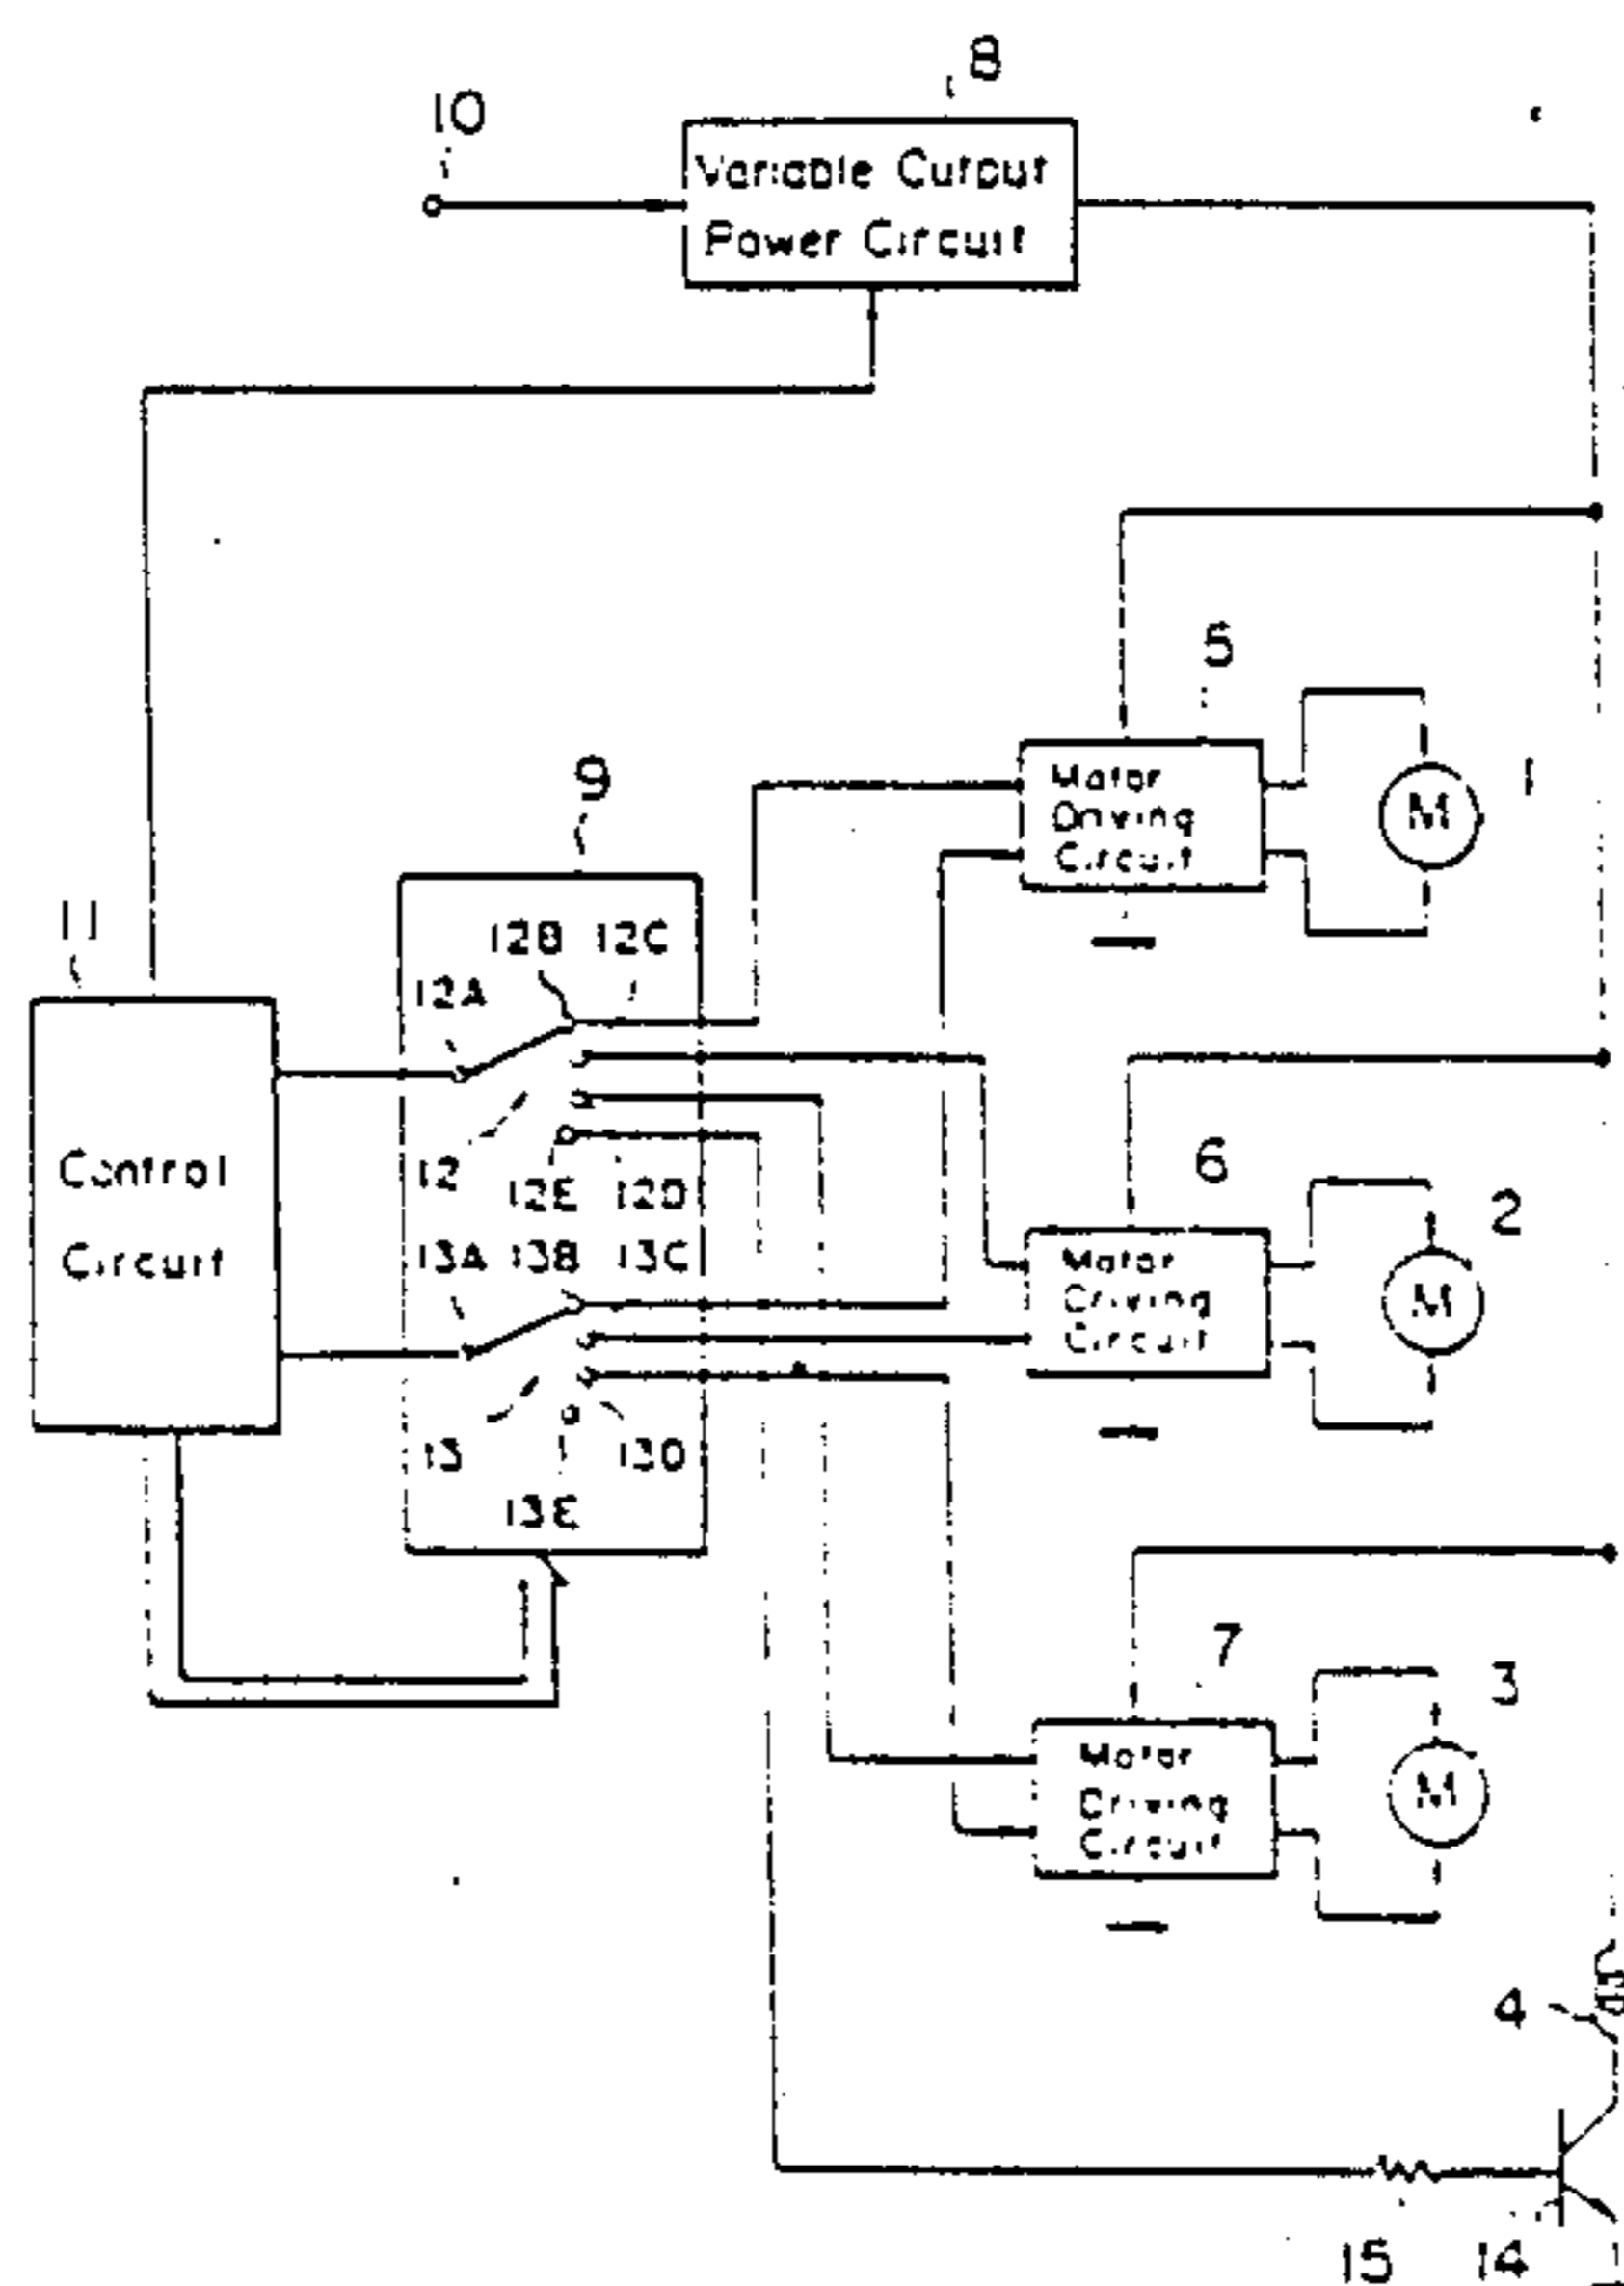 8
10
Variable Output
Power Circuit
5
Motor
Driving
Circuit
M
1
9
11
12B 12C
12A
12
12E 12D
13A 13B 13C
Control
Circuit
6
2
Motor
Driving
Circuit
M
13
13D
13E
7
3
Motor
Driving
Circuit
M
4
15 14